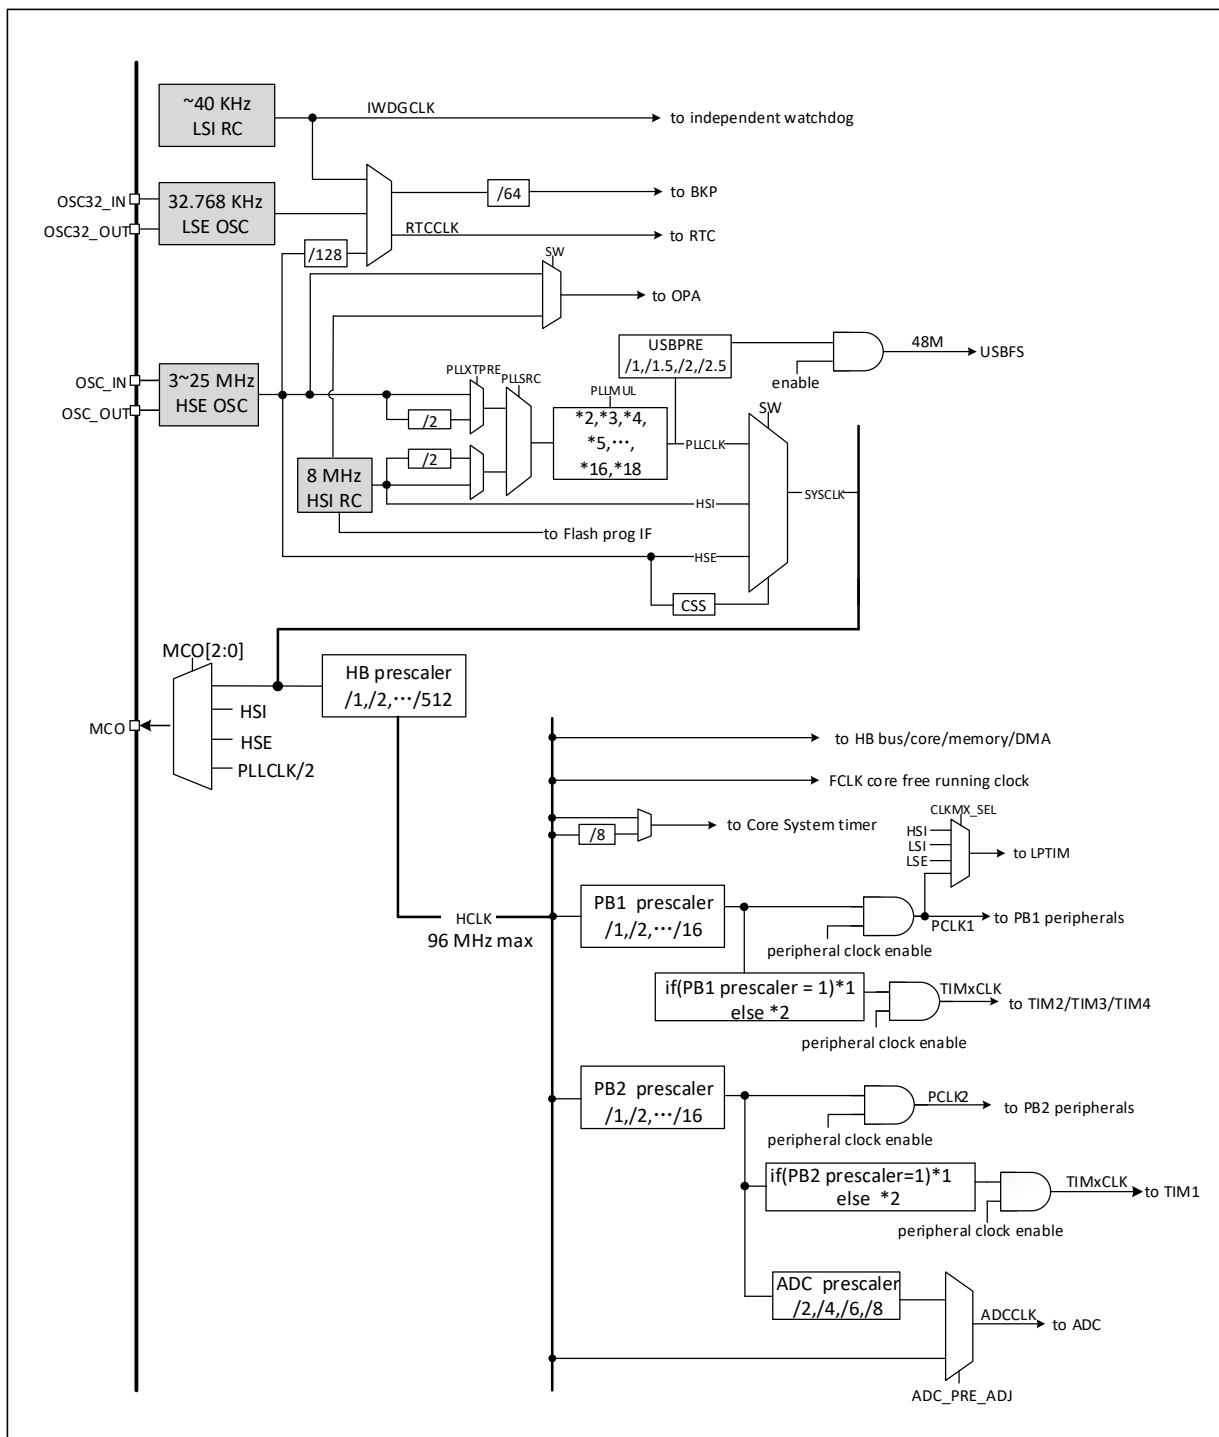 ~40 KHz
LSI RC
IWDGCLK
to independent watchdog
OSC32_IN
OSC32_OUT
32.768 KHz
LSE OSC
/64
to BKP
RTCCLK
to RTC
/128
SW
to OPA
OSC_IN
OSC_OUT
3~25 MHz
HSE OSC
PLLXTPRE
PLLSRC
/2
/2
PLLMUL
*2,*3,*4,
*5,···,
*16,*18
USBPRE
/1,/1.5,/2,/2.5
enable
48M
USBFS
SW
PLLCLK
8 MHz
HSI RC
HSI
SYSCLK
to Flash prog IF
HSE
CSS
MCO[2:0]
HB prescaler
/1,/2,···/512
HSI
MCO
HSE
PLLCLK/2
to HB bus/core/memory/DMA
FCLK core free running clock
/8
to Core System timer
CLKMX_SEL
HSI
LSI
LSE
to LPTIM
HCLK
96 MHz max
PB1 prescaler
/1,/2,···/16
peripheral clock enable
PCLK1
to PB1 peripherals
if(PB1 prescaler = 1)*1
else *2
TIMxCLK
to TIM2/TIM3/TIM4
peripheral clock enable
PB2 prescaler
/1,/2,···/16
PCLK2
to PB2 peripherals
peripheral clock enable
if(PB2 prescaler=1)*1
else *2
TIMxCLK
to TIM1
peripheral clock enable
ADC prescaler
/2,/4,/6,/8
ADCCLK
to ADC
ADC_PRE_ADJ